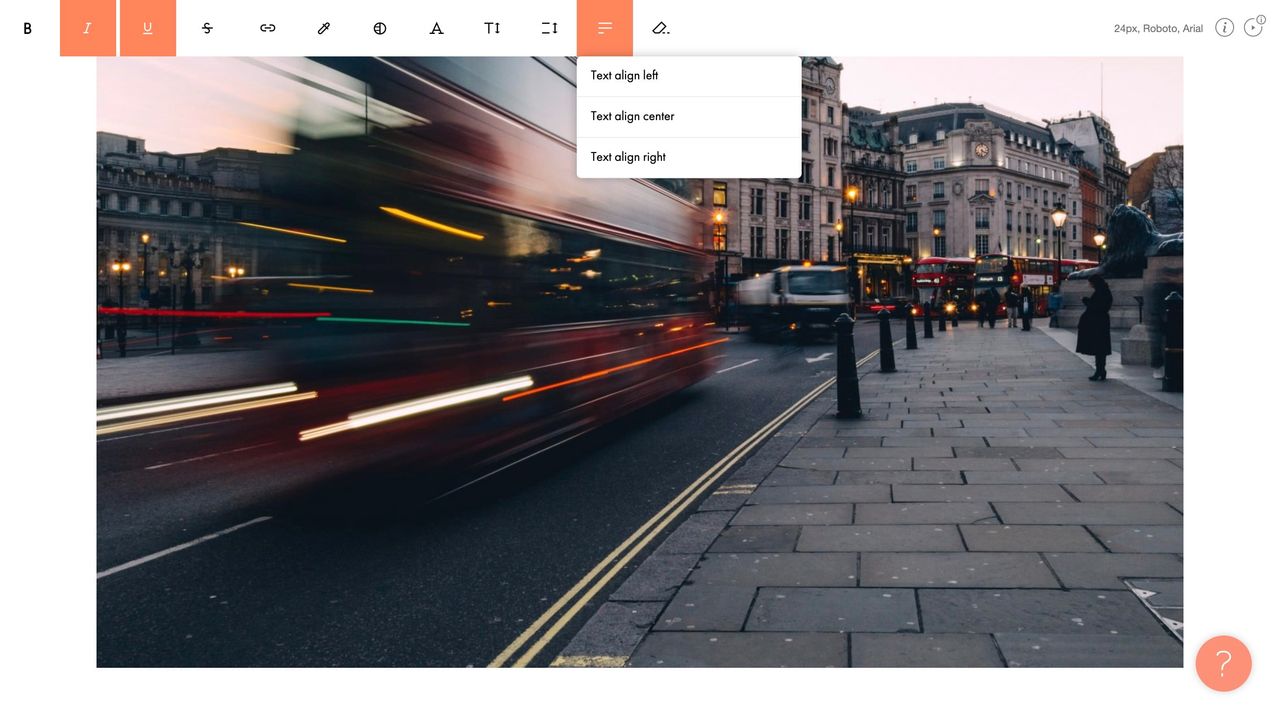 B I U S A T
24px, Roboto, Arial
i
i
Text align left
Text align center
Text align right
?